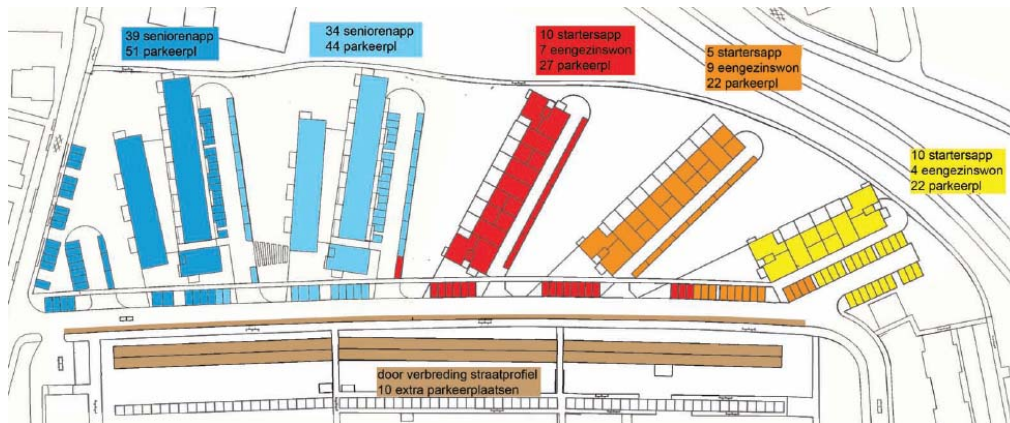 39 seniorenapp
51 parkeerpl
34 seniorenapp
44 parkeerpl
10 startersapp
7 eengezinswon
27 parkeerpl
5 startersapp
9 eengezinswon
22 parkeerpl
10 startersapp
4 eengezinswon
22 parkeerpl
door verbreding straatprofiel
10 extra parkeerplaatsen